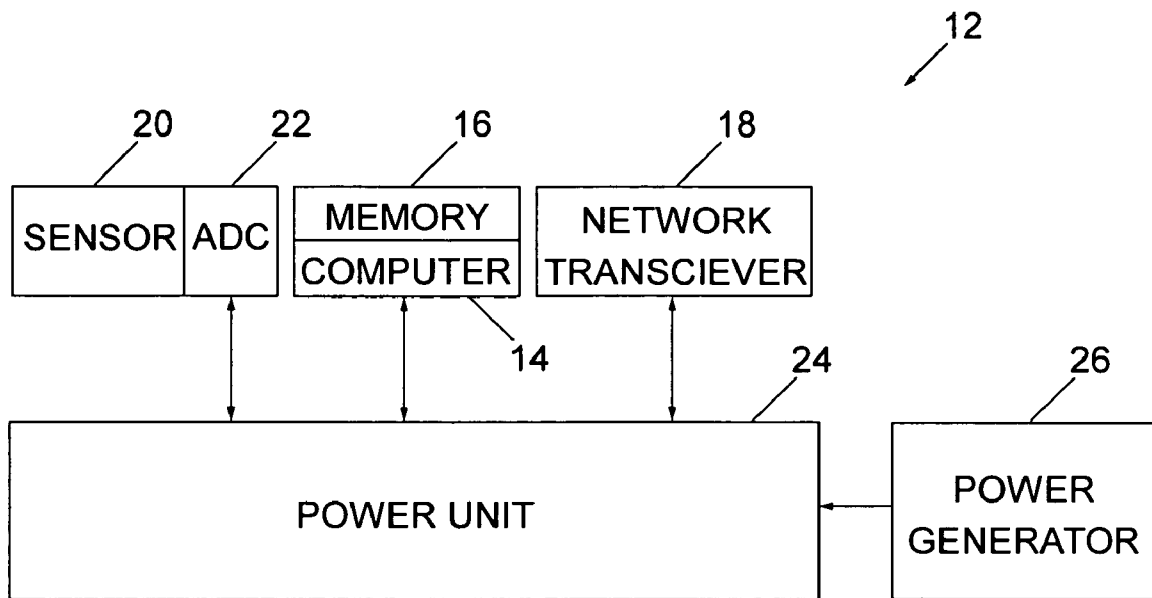 12
20
22
16
18
SENSOR
ADC
MEMORY
COMPUTER
NETWORK
TRANSCIEVER
14
24
26
POWER UNIT
POWER
GENERATOR